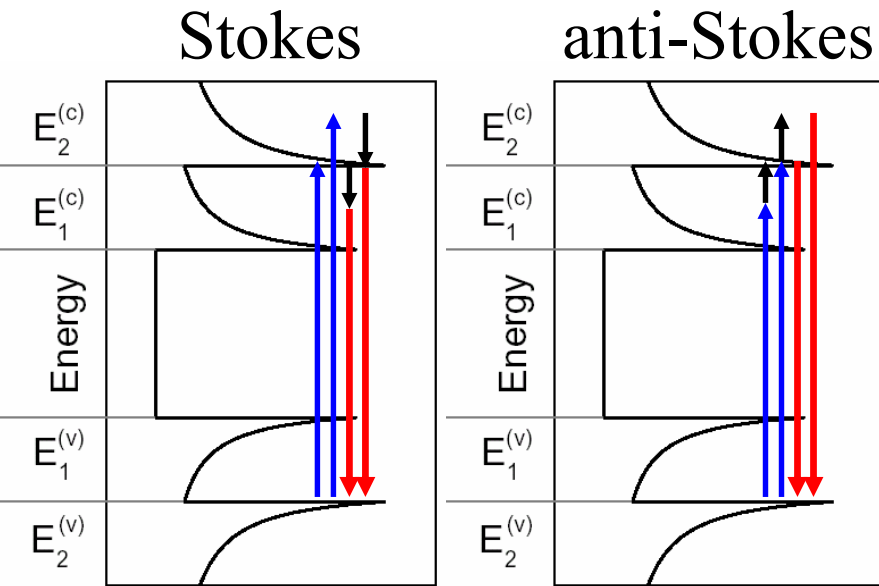 Stokes
anti-Stokes
E₂⁽ᶜ⁾
E₁⁽ᶜ⁾
Energy
E₁⁽ᵛ⁾
E₂⁽ᵛ⁾
E₂⁽ᶜ⁾
E₁⁽ᶜ⁾
Energy
E₁⁽ᵛ⁾
E₂⁽ᵛ⁾